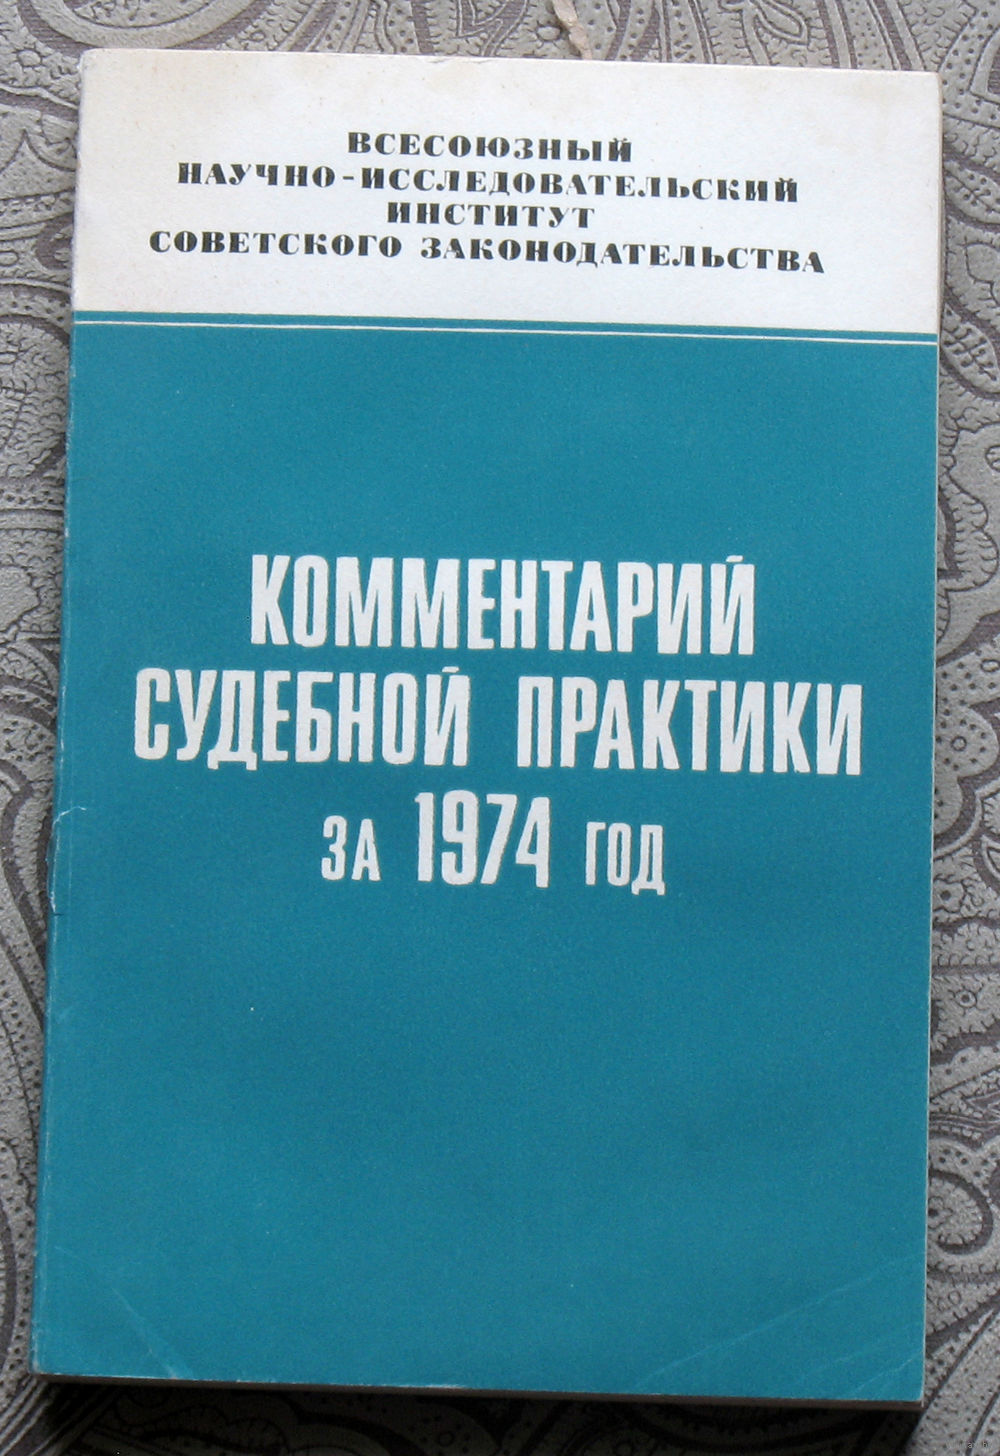 ВСЕСОЮЗНЫЙ
НАУЧНО-ИССЛЕДОВАТЕЛЬСКИЙ
ИНСТИТУТ
СОВЕТСКОГО ЗАКОНОДАТЕЛЬСТВА
КОММЕНТАРИЙ
СУДЕБНОЙ ПРАКТИКИ
ЗА 1974 ГОД